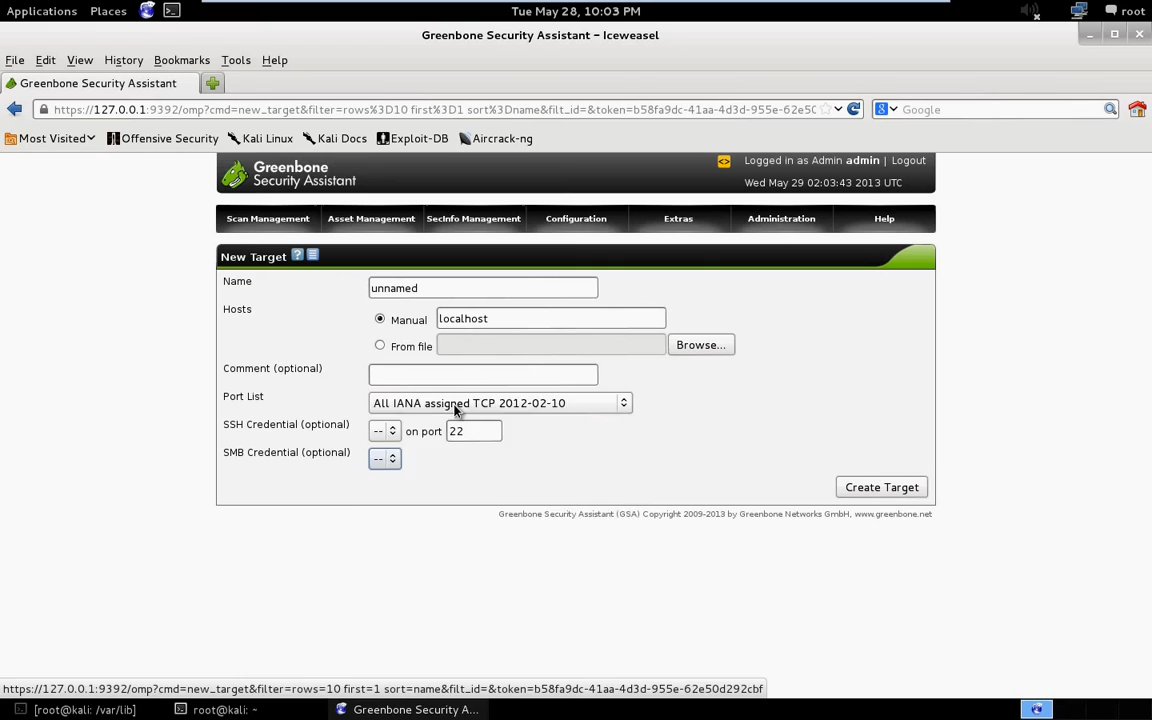 Applications Places Tue May 28, 10:03 PM root
Greenbone Security Assistant - Iceweasel
File Edit View History Bookmarks Tools Help
Greenbone Security Assistant
https://127.0.0.1:9392/omp?cmd=new_target&filter=rows%3D10 first%3D1 sort%3Dname&filt_id=&token=b58fa9dc-41aa-4d3d-955e-62e50 Google
Most Visited Offensive Security Kali Linux Kali Docs Exploit-DB Aircrack-ng
Greenbone
Security Assistant
Logged in as Admin admin | Logout
Wed May 29 02:03:43 2013 UTC
Scan Management Asset Management SecInfo Management Configuration Extras Administration Help
New Target
Name unnamed
Hosts Manual localhost
From file Browse...
Comment (optional)
Port List All IANA assigned TCP 2012-02-10
SSH Credential (optional) -- on port 22
SMB Credential (optional) --
Create Target
Greenbone Security Assistant (GSA) Copyright 2009-2013 by Greenbone Networks GmbH, www.greenbone.net
https://127.0.0.1:9392/omp?cmd=new_target&filter=rows=10 first=1 sort=name&filt_id=&token=b58fa9dc-41aa-4d3d-955e-62e50d292cbf
[root@kali: /var/lib] root@kali: ~ Greenbone Security A...